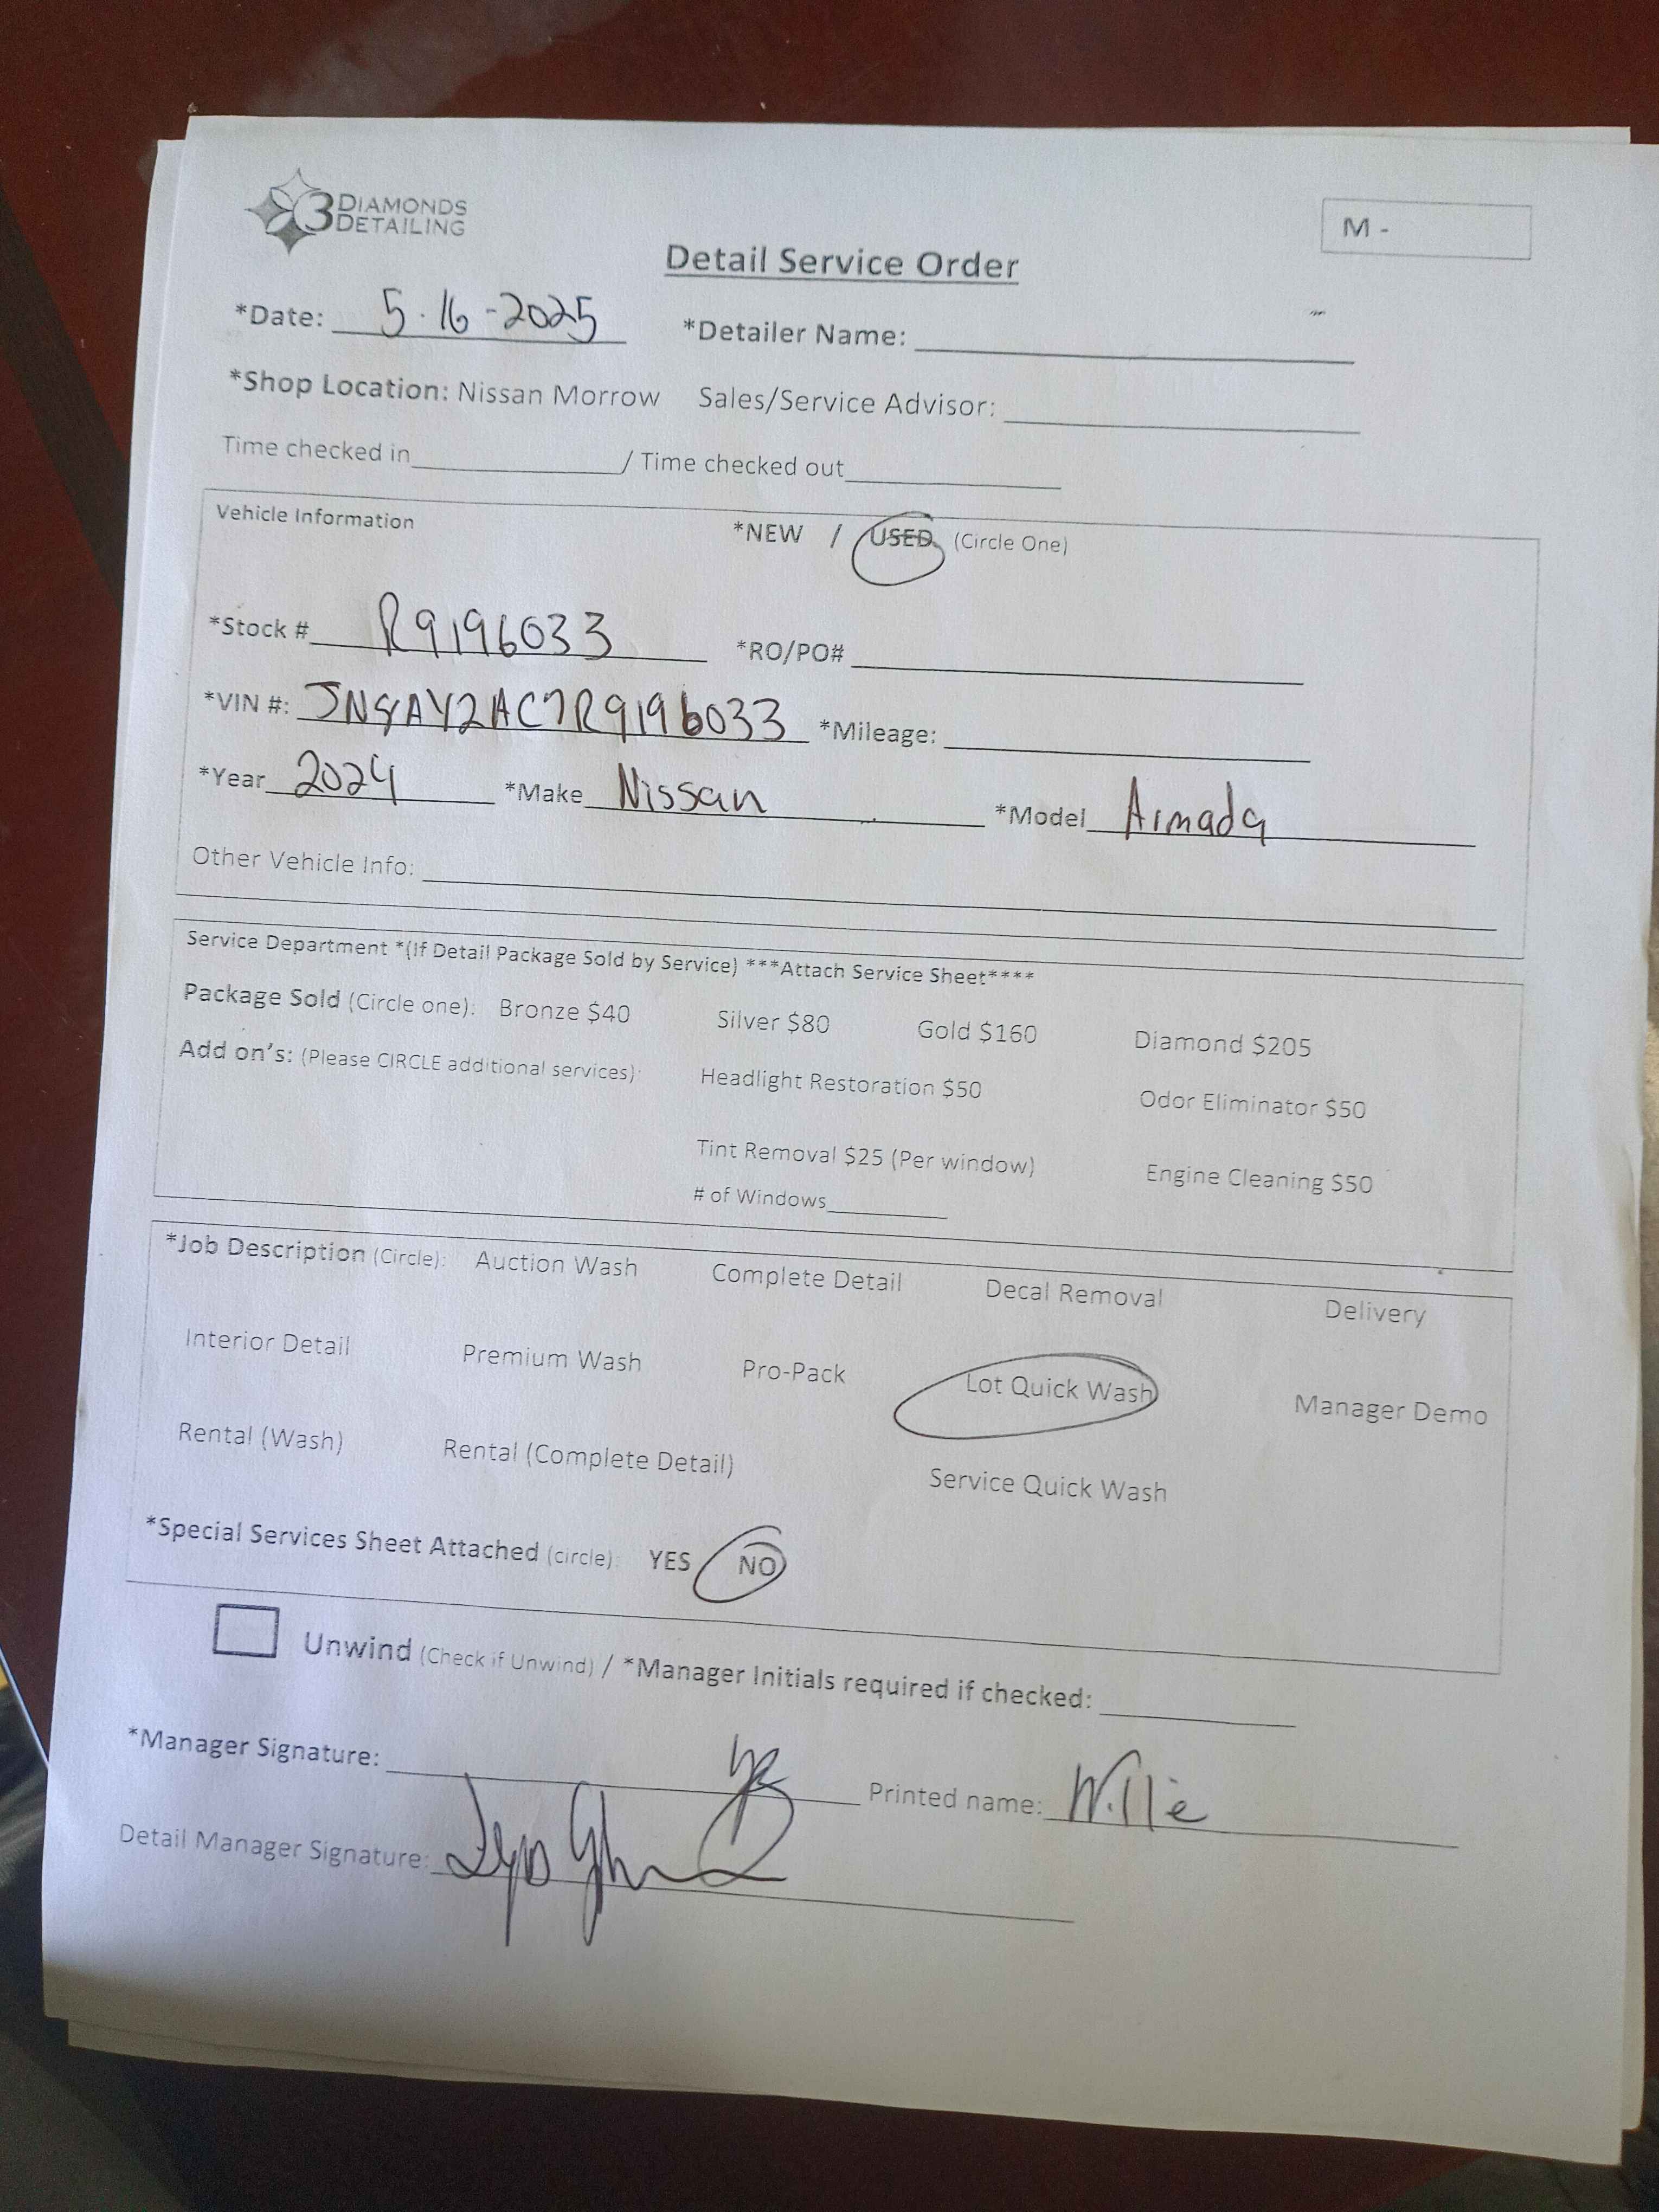 3 DIAMONDS
DETAILING
M -
Detail Service Order
*Date: 5-16-2025 *Detailer Name:
*Shop Location: Nissan Morrow Sales/Service Advisor:
Time checked in / Time checked out
Vehicle Information *NEW / USED (Circle One)
*Stock # R9196033 *RO/PO#
*VIN #: JN8AY2AC7R9196033 *Mileage:
*Year 2024 *Make Nissan *Model Armada
Other Vehicle Info:
Service Department *(If Detail Package Sold by Service) ***Attach Service Sheet****
Package Sold (Circle one): Bronze $40 Silver $80 Gold $160 Diamond $205
Add on's: (Please CIRCLE additional services): Headlight Restoration $50 Odor Eliminator $50
Tint Removal $25 (Per window) Engine Cleaning $50
# of Windows
*Job Description (Circle): Auction Wash Complete Detail Decal Removal Delivery
Interior Detail Premium Wash Pro-Pack Lot Quick Wash Manager Demo
Rental (Wash) Rental (Complete Detail) Service Quick Wash
*Special Services Sheet Attached (circle): YES NO
Unwind (Check if Unwind) / *Manager Initials required if checked:
*Manager Signature: Printed name: Willie
Detail Manager Signature: